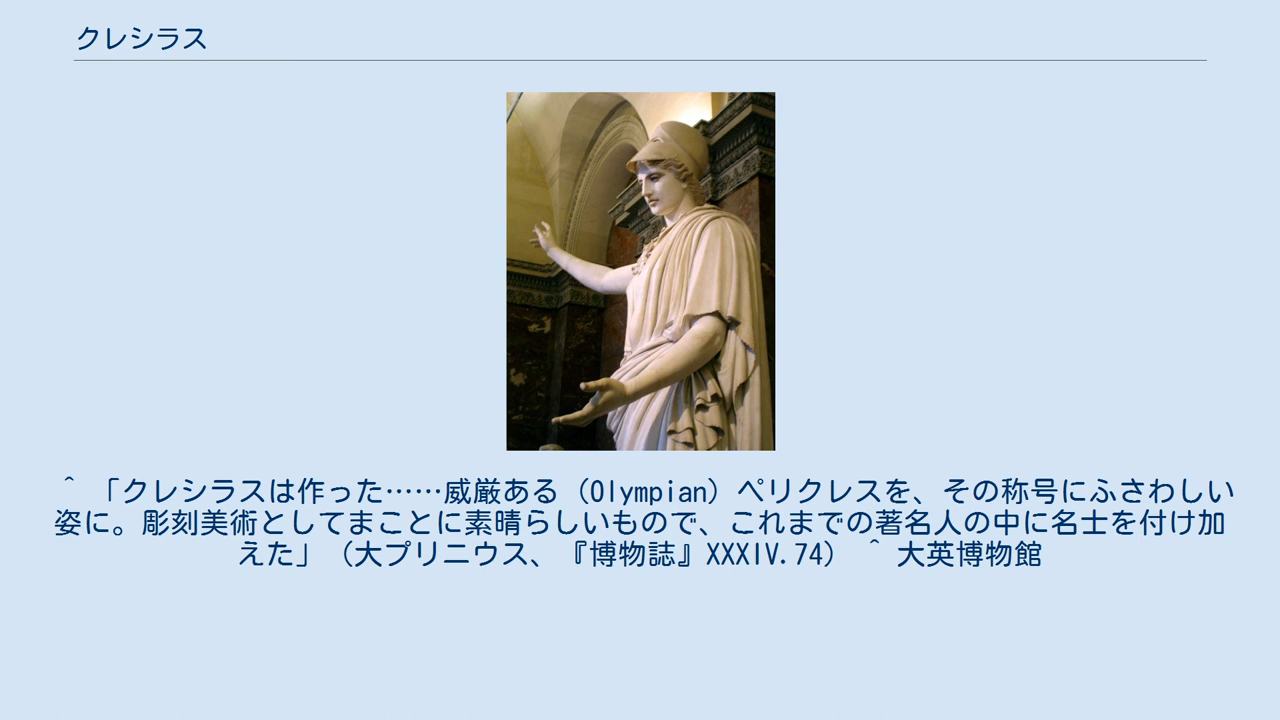 クレシラス
^ 「クレシラスは作った……威厳ある（Olympian）ペリクレスを、その称号にふさわしい
姿に。彫刻美術としてまことに素晴らしいもので、これまでの著名人の中に名士を付け加
えた」（大プリニウス、『博物誌』XXXIV.74） ^ 大英博物館